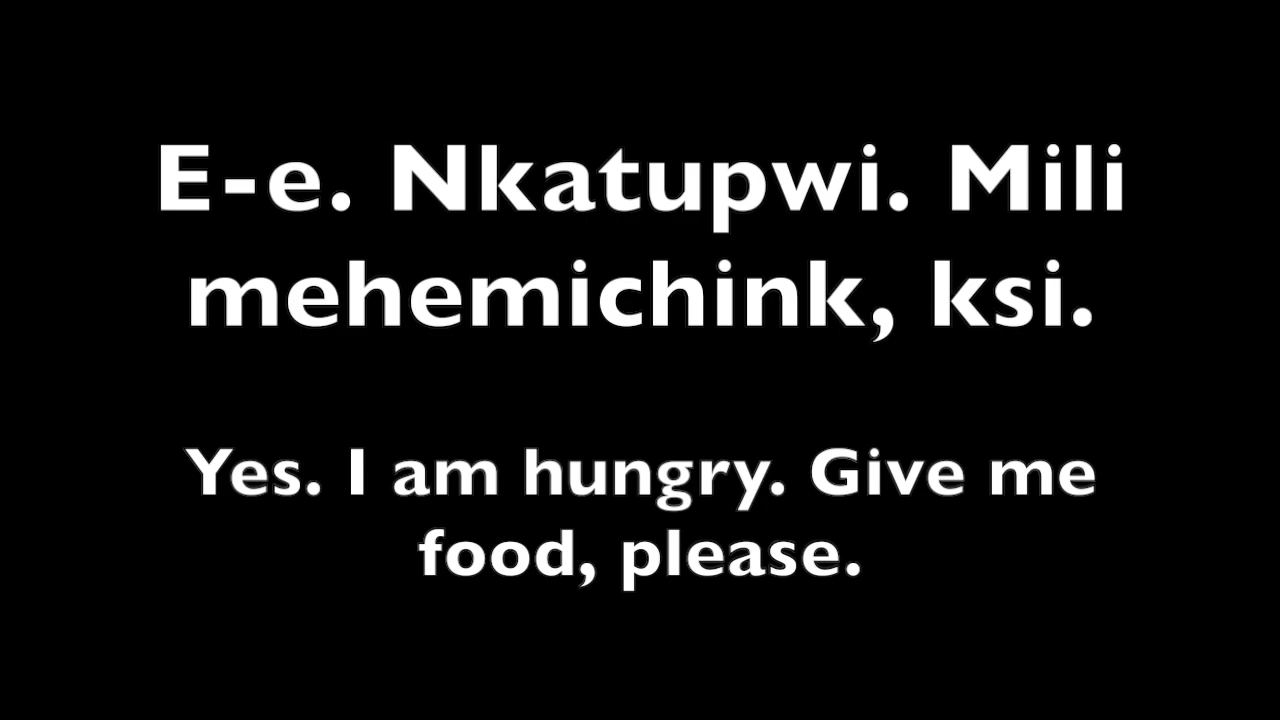 E-e. Nkatupwi. Mili
mehemichink, ksi.
Yes. I am hungry. Give me
food, please.